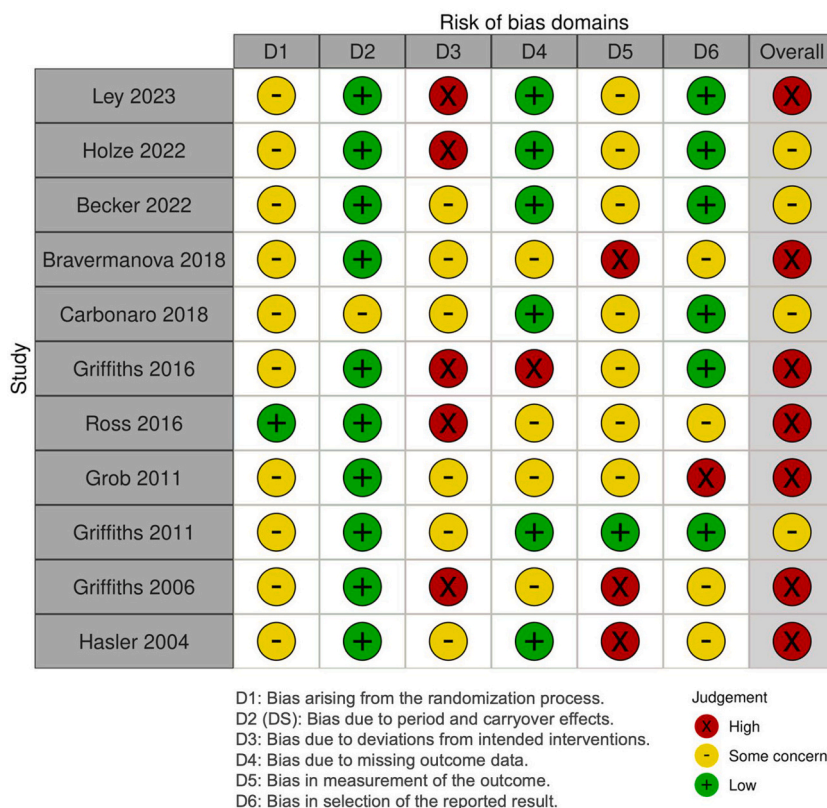 Risk of bias domains
D1 D2 D3 D4 D5 D6 Overall
Study
Ley 2023 - + X + - + X
Holze 2022 - + X + - + -
Becker 2022 - + - + - + -
Bravermanova 2018 - + - - X - X
Carbonaro 2018 - - - + - + -
Griffiths 2016 - + X X - + X
Ross 2016 + + X - - - X
Grob 2011 - + - - - X X
Griffiths 2011 - + - + + + -
Griffiths 2006 - + X - X - X
Hasler 2004 - + - + X - X
D1: Bias arising from the randomization process.
D2 (DS): Bias due to period and carryover effects.
D3: Bias due to deviations from intended interventions.
D4: Bias due to missing outcome data.
D5: Bias in measurement of the outcome.
D6: Bias in selection of the reported result.
Judgement
X High
- Some concern
+ Low